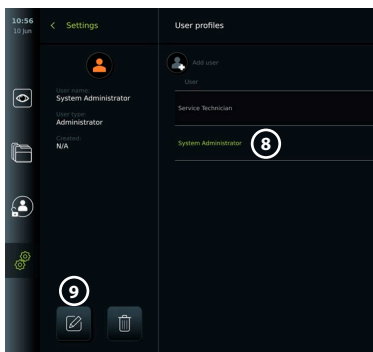 10:56
10 Jun
Settings
User profiles
Add user
User
User name:
System Administrator
User type:
Administrator
Created:
N/A
Service Technician
System Administrator
8
9